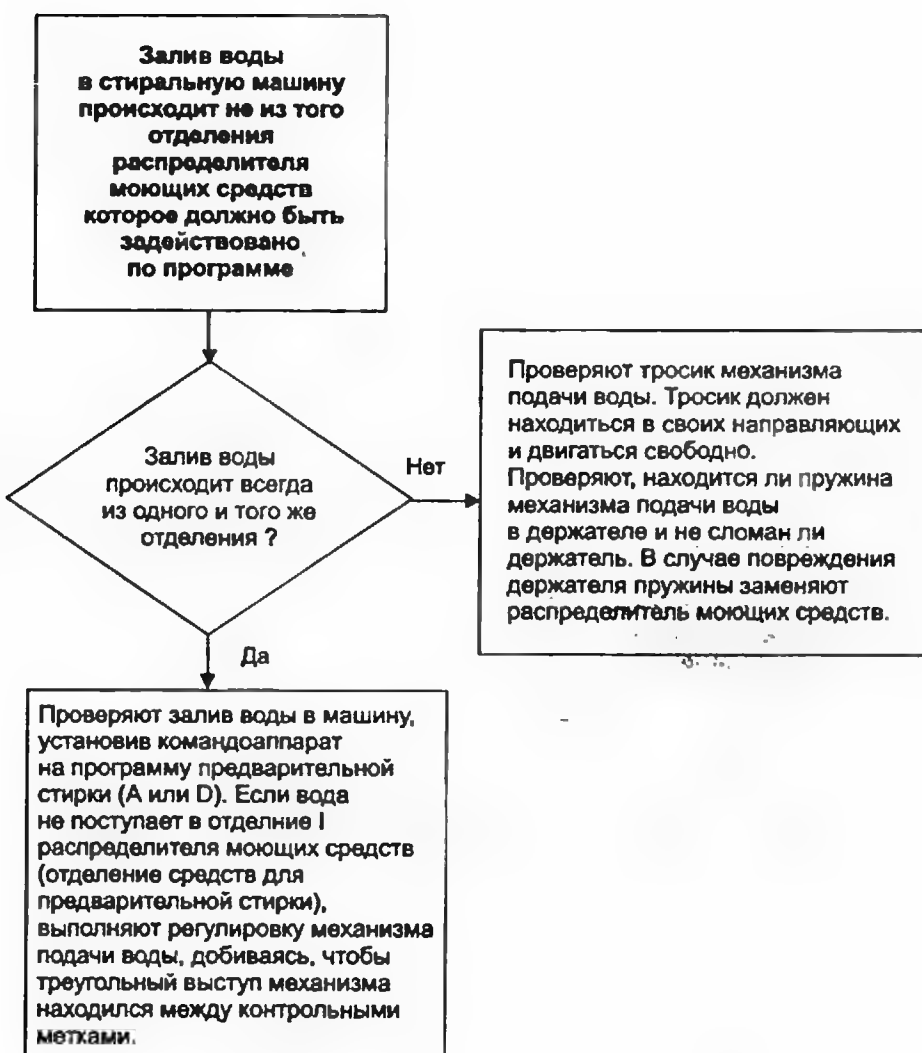 Залив воды
в стиральную машину
происходит не из того
отделения
распределителя
моющих средств
которое должно быть
задействовано
по программе
Залив воды
происходит всегда
из одного и того же
отделения ?
Нет
Проверяют тросик механизма
подачи воды. Тросик должен
находиться в своих направляющих
и двигаться свободно.
Проверяют, находится ли пружина
механизма подачи воды
в держателе и не сломан ли
держатель. В случае повреждения
держателя пружины заменяют
распределитель моющих средств.
Да
Проверяют залив воды в машину,
установив командоаппарат
на программу предварительной
стирки (А или D). Если вода
не поступает в отделние I
распределителя моющих средств
(отделение средств для
предварительной стирки),
выполняют регулировку механизма
подачи воды, добиваясь, чтобы
треугольный выступ механизма
находился между контрольными
метками.